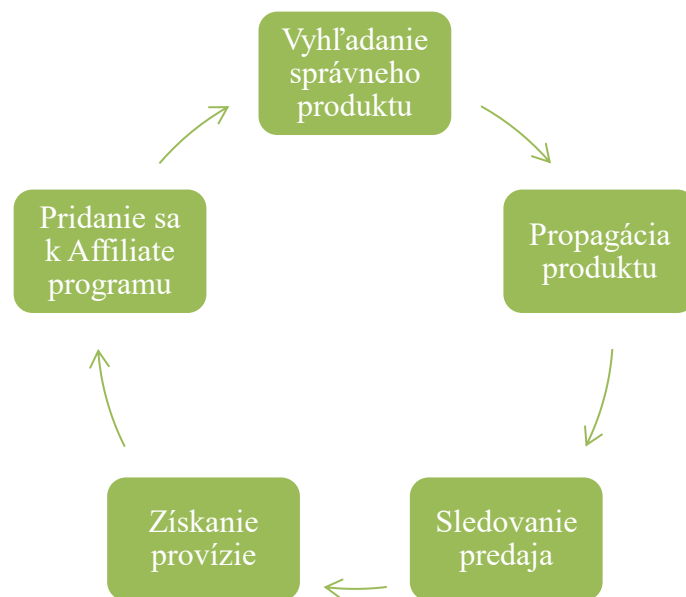 Vyhľadanie
správneho
produktu
Propagácia
produktu
Sledovanie
predaja
Získanie
provízie
Pridanie sa
k Affiliate
programu